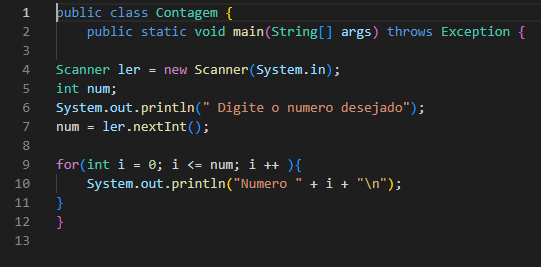 1 public class Contagem {
2     public static void main(String[] args) throws Exception {
3
4 Scanner ler = new Scanner(System.in);
5 int num;
6 System.out.println(" Digite o numero desejado");
7 num = ler.nextInt();
8
9 for(int i = 0; i <= num; i ++ ){
10     System.out.println("Numero " + i + "\n");
11 }
12 }
13